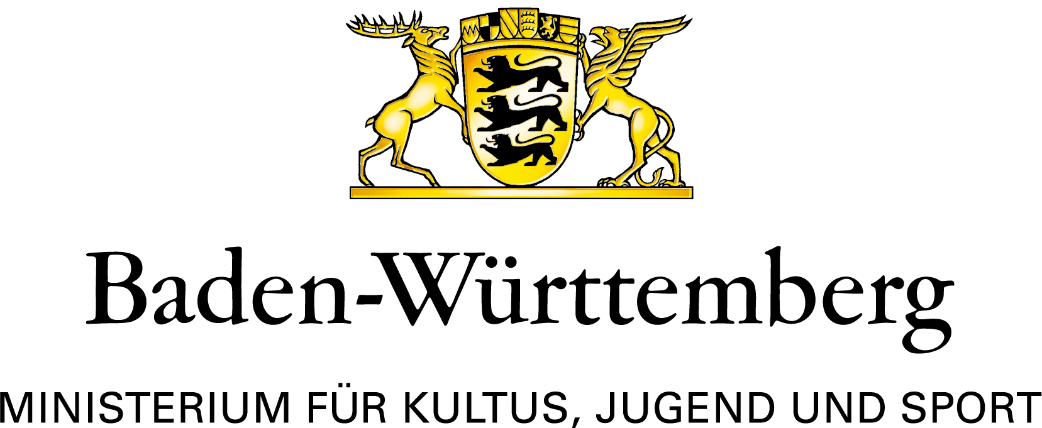 Baden-Württemberg
MINISTERIUM FÜR KULTUS, JUGEND UND SPORT